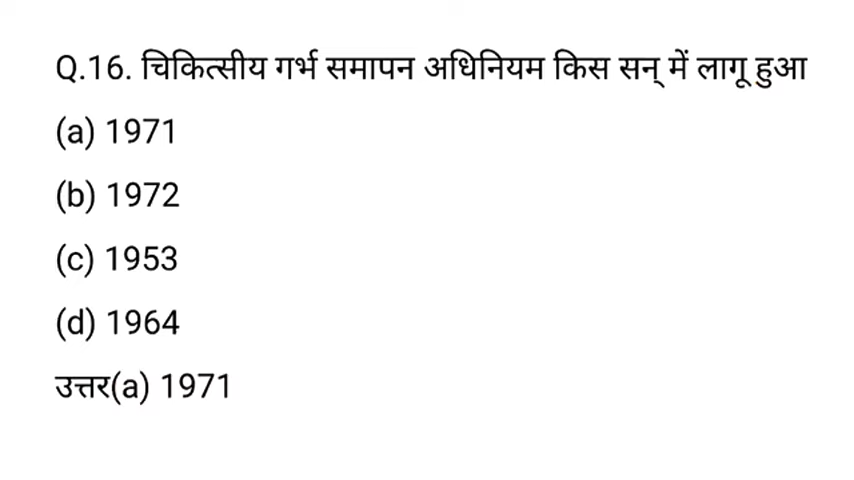 Q.16. चिकित्सीय गर्भ समापन अधिनियम किस सन् में लागू हुआ
(a) 1971
(b) 1972
(c) 1953
(d) 1964
उत्तर(a) 1971